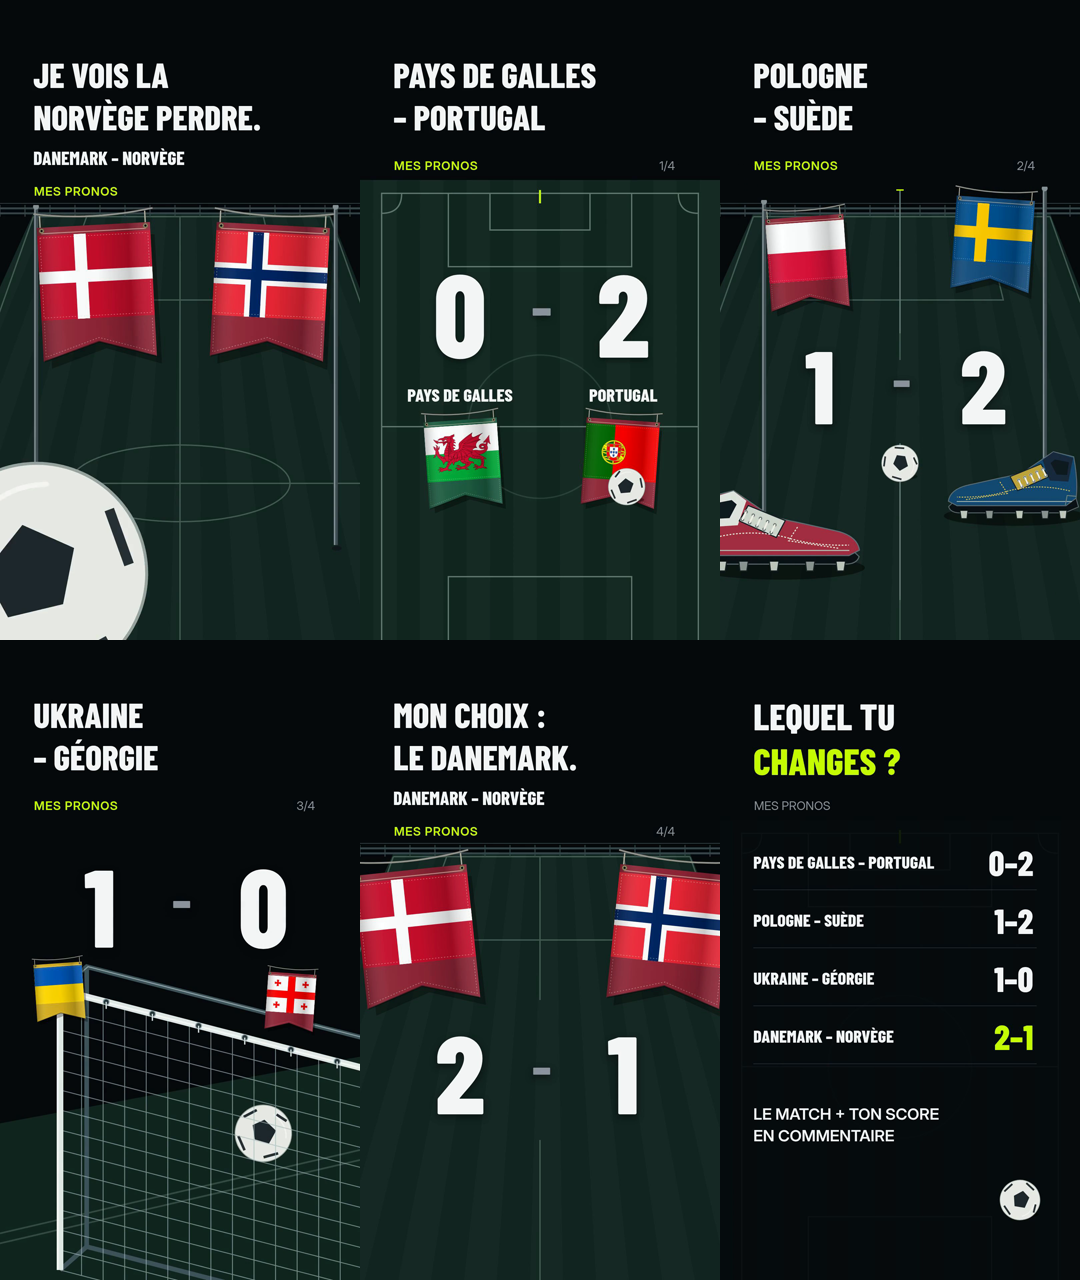 JE VOIS LA
NORVÈGE PERDRE.
DANEMARK – NORVÈGE
MES PRONOS
PAYS DE GALLES
– PORTUGAL
MES PRONOS 1/4
0 - 2
PAYS DE GALLES PORTUGAL
POLOGNE
– SUÈDE
MES PRONOS 2/4
1 - 2
UKRAINE
– GÉORGIE
MES PRONOS 3/4
1 - 0
MON CHOIX :
LE DANEMARK.
DANEMARK – NORVÈGE
MES PRONOS 4/4
2 - 1
LEQUEL TU
CHANGES ?
MES PRONOS
PAYS DE GALLES – PORTUGAL 0–2
POLOGNE – SUÈDE 1–2
UKRAINE – GÉORGIE 1–0
DANEMARK – NORVÈGE 2–1
LE MATCH + TON SCORE
EN COMMENTAIRE